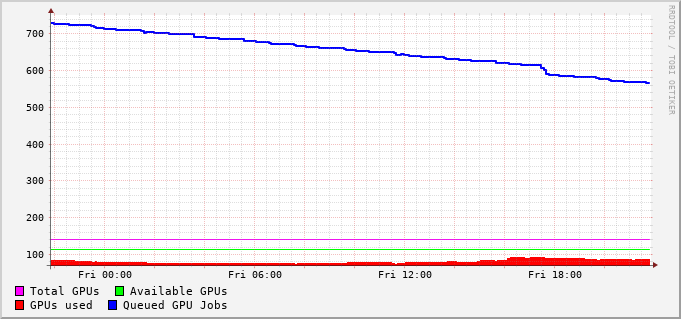 700
600
500
400
300
200
100
Fri 00:00 Fri 06:00 Fri 12:00 Fri 18:00
Total GPUs Available GPUs
GPUs used Queued GPU Jobs
RRDTOOL / TOBI OETIKER